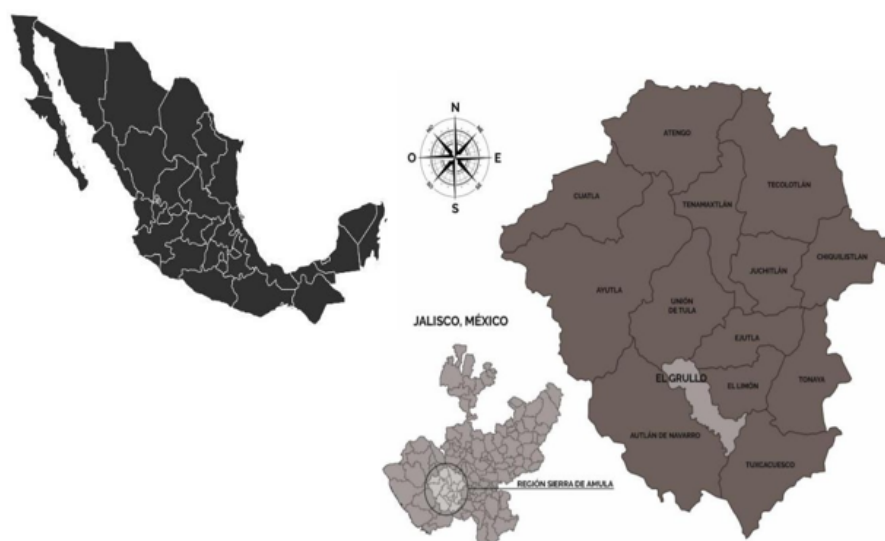 N
O
E
S
ATENGO
CUATLA
TENAMAXTLÁN
TECOLOTLÁN
CHIQUILISTLAN
JUCHITLÁN
AYUTLA
UNIÓN
DE TULA
JALISCO, MÉXICO
EJUTLA
EL GRULLO
EL LIMÓN
TONAYA
AUTLÁN DE NAVARRO
TUXCACUESCO
REGIÓN SIERRA DE AMULA